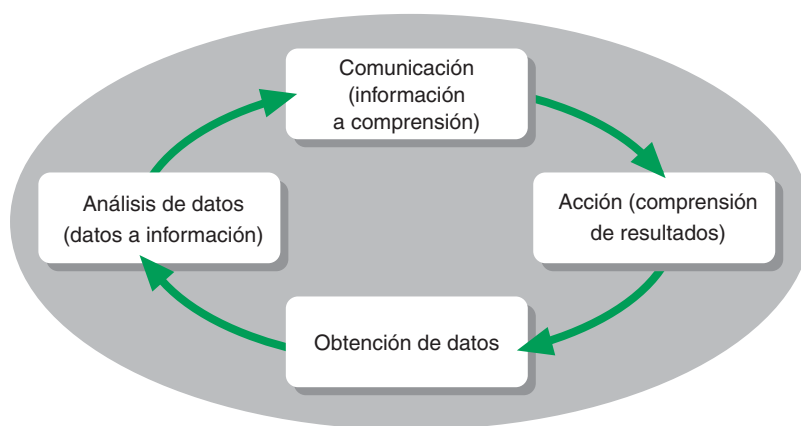 Comunicación
(información
a comprensión)
Análisis de datos
(datos a información)
Acción (comprensión
de resultados)
Obtención de datos